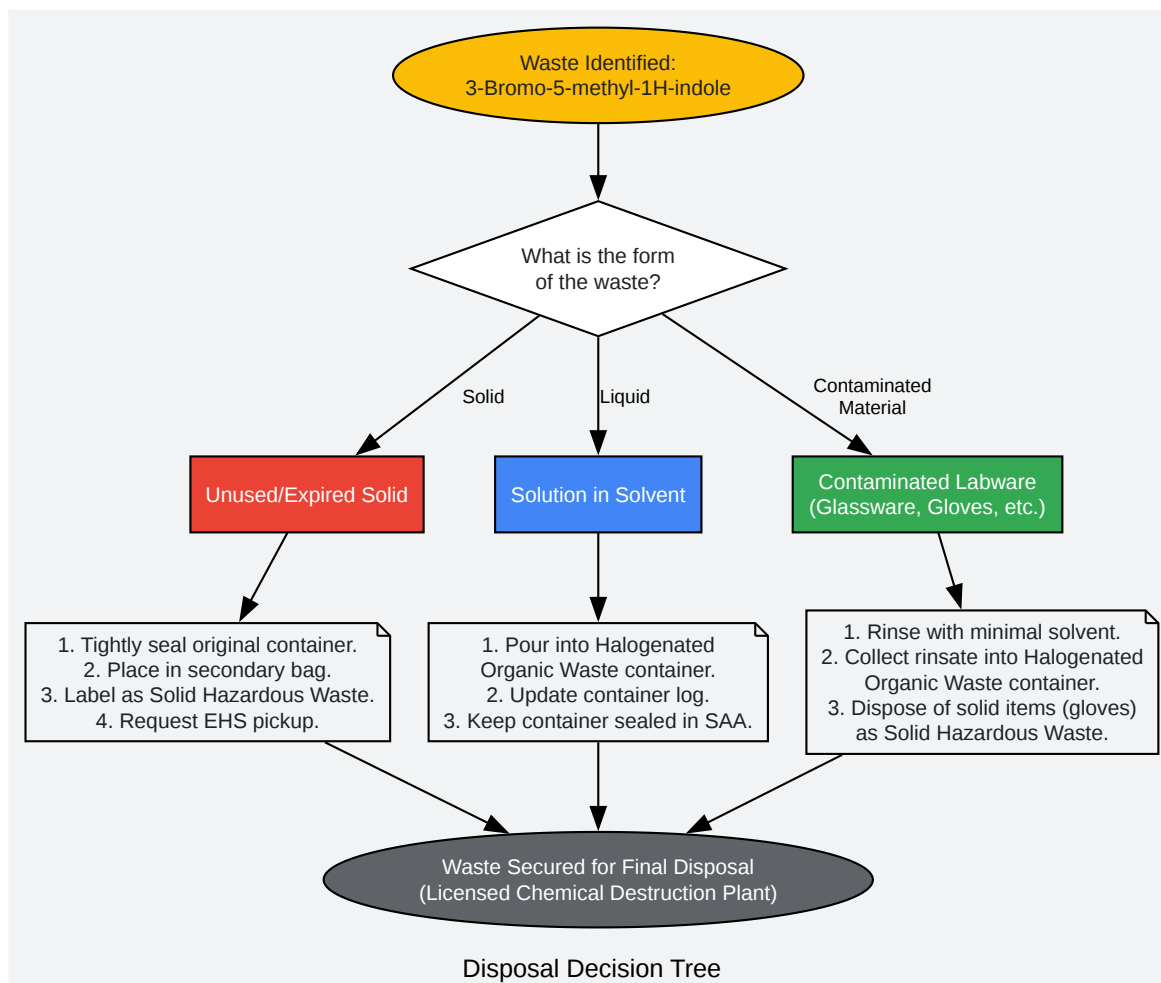 Waste Identified:
3-Bromo-5-methyl-1H-indole
What is the form
of the waste?
Solid
Liquid
Contaminated
Material
Unused/Expired Solid
Solution in Solvent
Contaminated Labware
(Glassware, Gloves, etc.)
1. Tightly seal original container.
2. Place in secondary bag.
3. Label as Solid Hazardous Waste.
4. Request EHS pickup.
1. Pour into Halogenated
Organic Waste container.
2. Update container log.
3. Keep container sealed in SAA.
1. Rinse with minimal solvent.
2. Collect rinsate into Halogenated
Organic Waste container.
3. Dispose of solid items (gloves)
as Solid Hazardous Waste.
Waste Secured for Final Disposal
(Licensed Chemical Destruction Plant)
Disposal Decision Tree